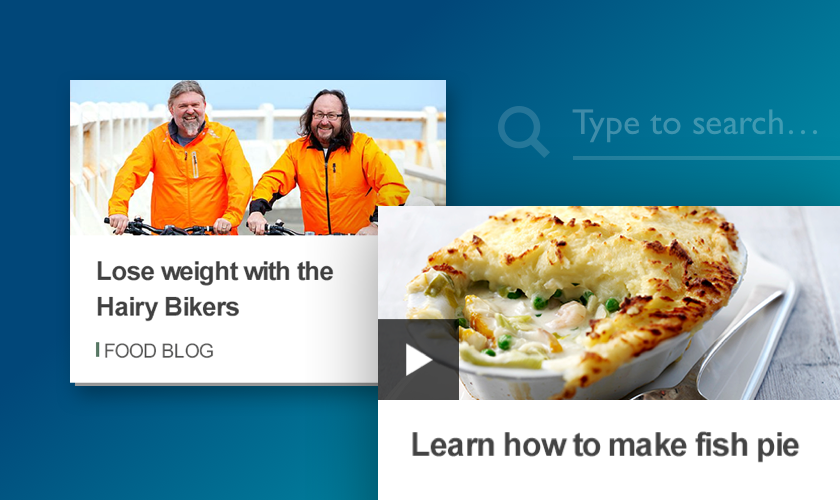 Type to search...
Lose weight with the
Hairy Bikers
FOOD BLOG
Learn how to make fish pie